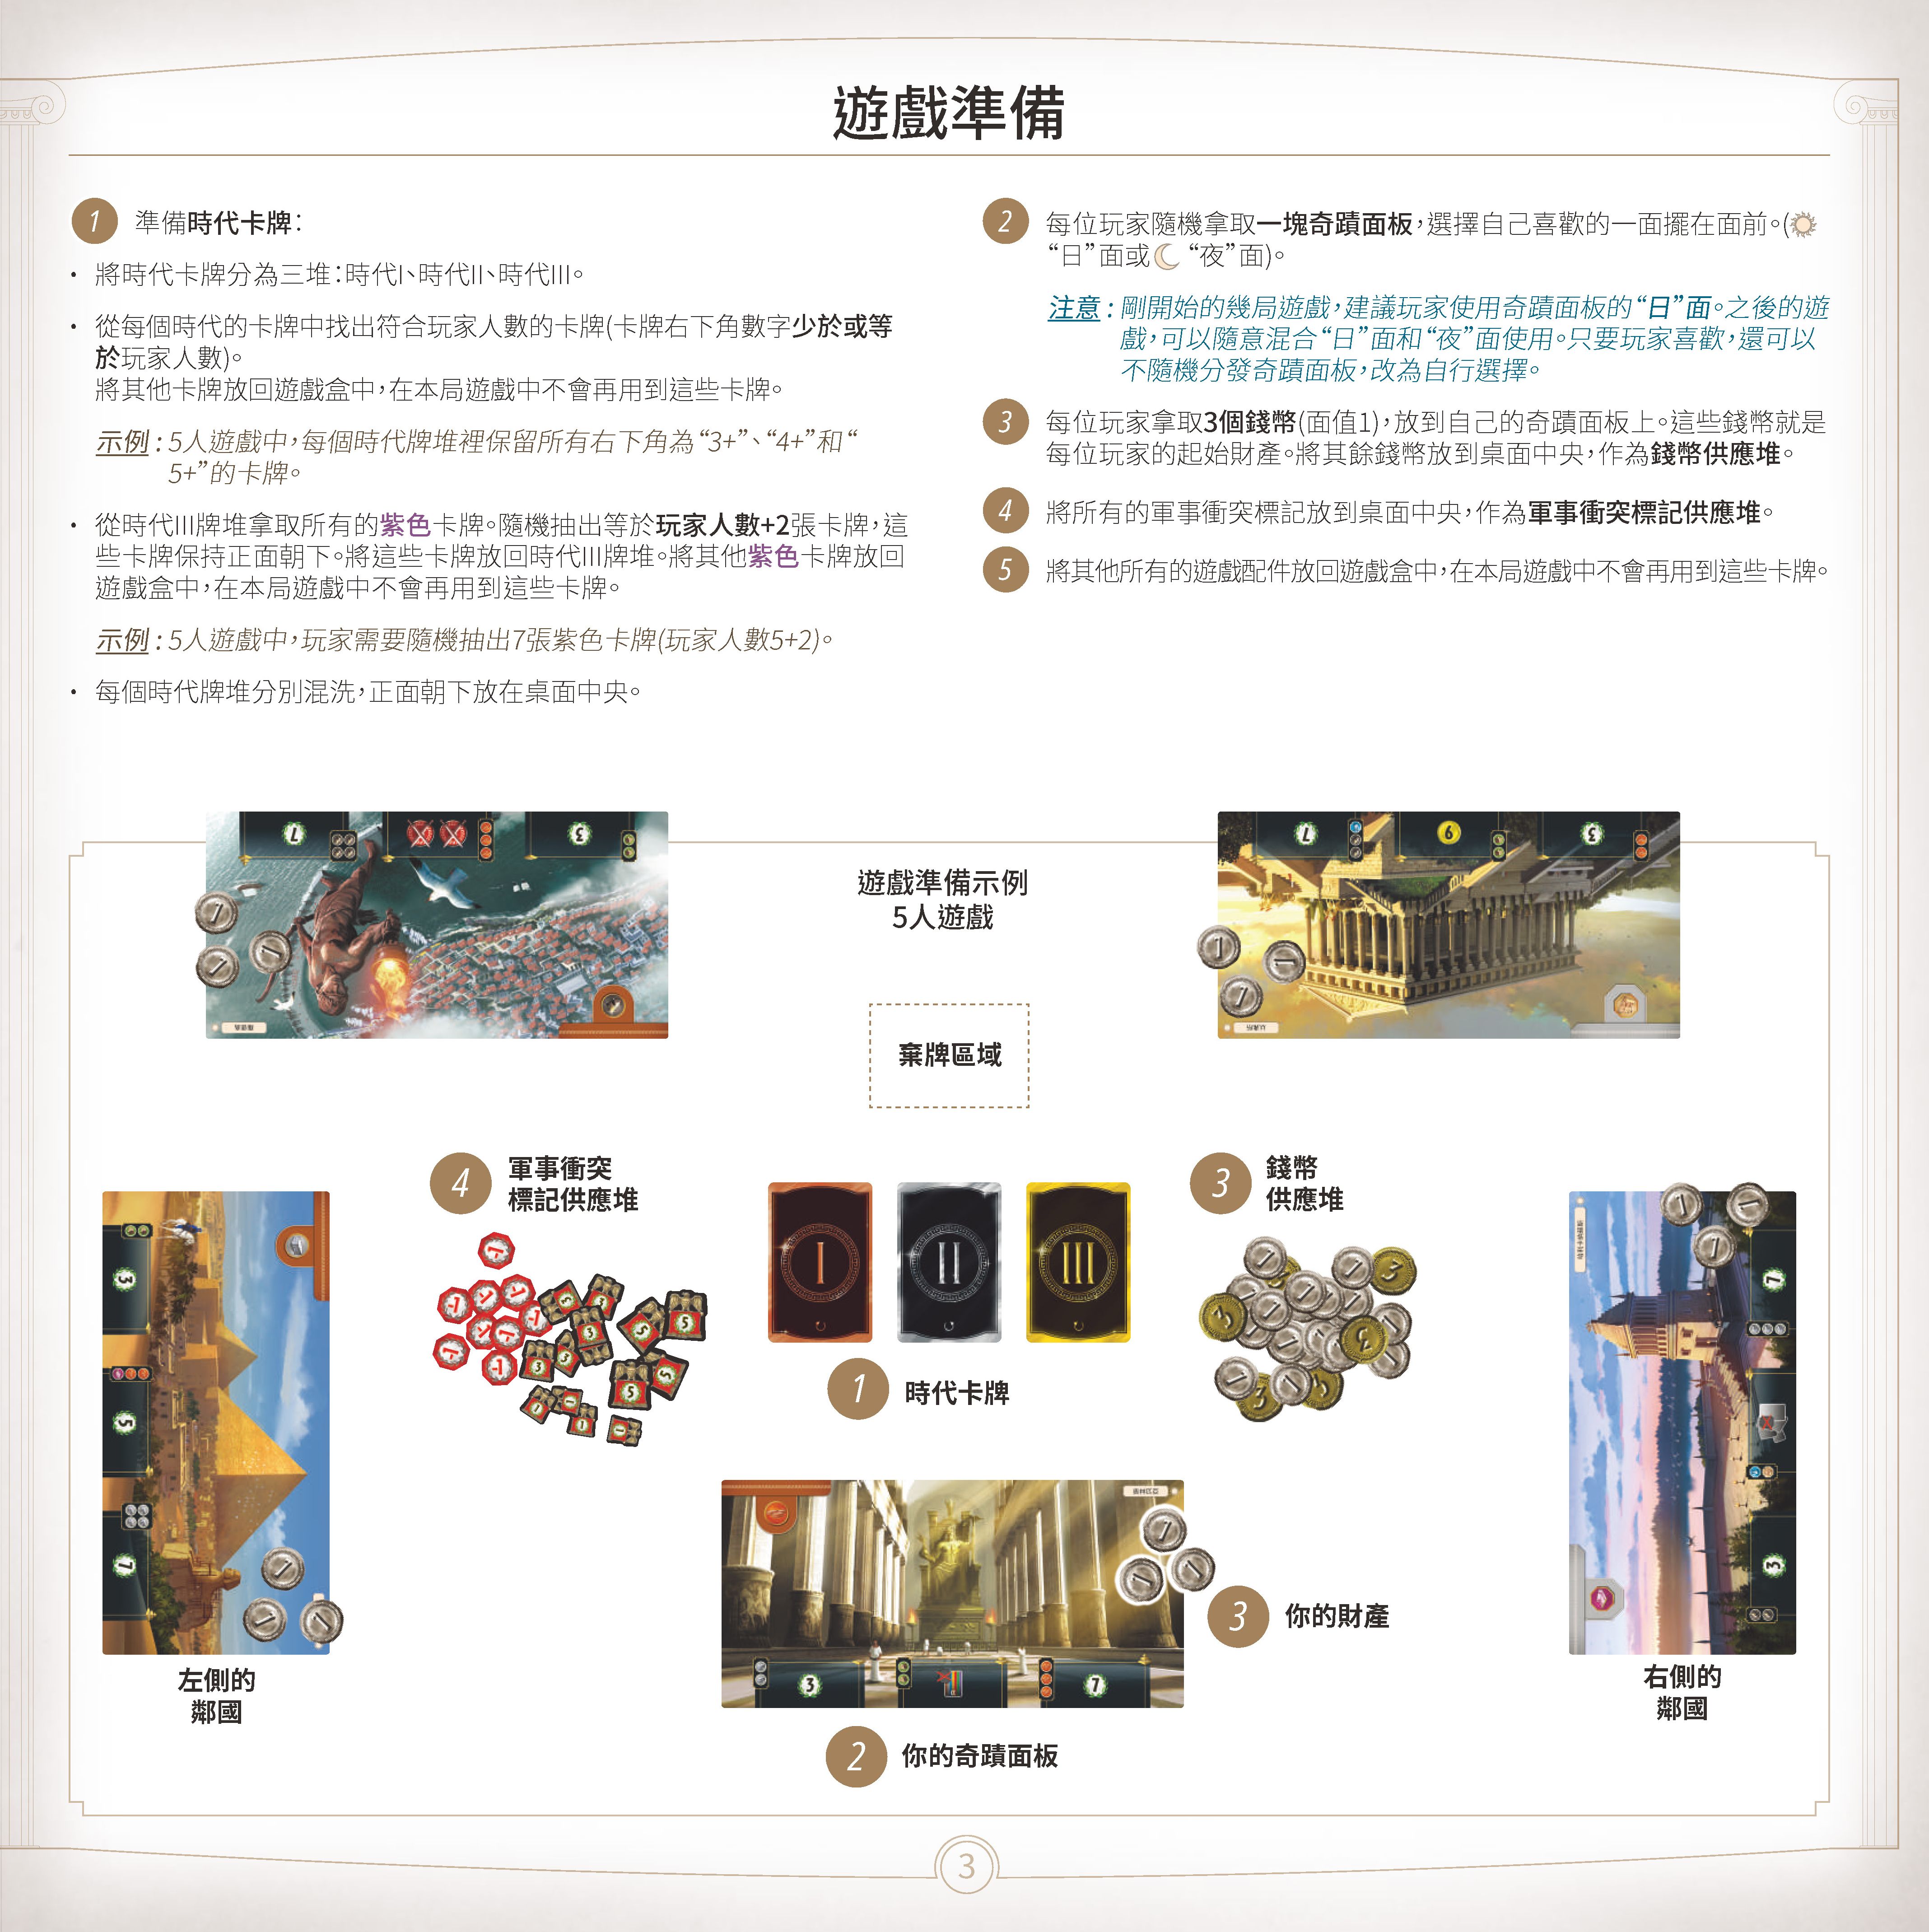 遊戲準備
1 準備時代卡牌：
• 將時代卡牌分為三堆：時代I、時代II、時代III。
• 從每個時代的卡牌中找出符合玩家人數的卡牌(卡牌右下角數字少於或等
於玩家人數)。
將其他卡牌放回遊戲盒中，在本局遊戲中不會再用到這些卡牌。
示例 : 5人遊戲中，每個時代牌堆裡保留所有右下角為“3+”、“4+”和“
5+”的卡牌。
• 從時代III牌堆拿取所有的紫色卡牌。隨機抽出等於玩家人數+2張卡牌，這
些卡牌保持正面朝下。將這些卡牌放回時代III牌堆。將其他紫色卡牌放回
遊戲盒中，在本局遊戲中不會再用到這些卡牌。
示例 : 5人遊戲中，玩家需要隨機抽出7張紫色卡牌(玩家人數5+2)。
• 每個時代牌堆分別混洗，正面朝下放在桌面中央。
2 每位玩家隨機拿取一塊奇蹟面板，選擇自己喜歡的一面擺在面前。(
“日”面或 “夜”面)。
注意 : 剛開始的幾局遊戲，建議玩家使用奇蹟面板的“日”面。之後的遊
戲，可以隨意混合“日”面和“夜”面使用。只要玩家喜歡，還可以
不隨機分發奇蹟面板，改為自行選擇。
3 每位玩家拿取3個錢幣(面值1)，放到自己的奇蹟面板上。這些錢幣就是
每位玩家的起始財產。將其餘錢幣放到桌面中央，作為錢幣供應堆。
4 將所有的軍事衝突標記放到桌面中央，作為軍事衝突標記供應堆。
5 將其他所有的遊戲配件放回遊戲盒中，在本局遊戲中不會再用到這些卡牌。
遊戲準備示例
5人遊戲
棄牌區域
4 軍事衝突
標記供應堆
I II III
1 時代卡牌
3 錢幣
供應堆
左側的
鄰國
3 你的財產
3 7
2 你的奇蹟面板
右側的
鄰國
3